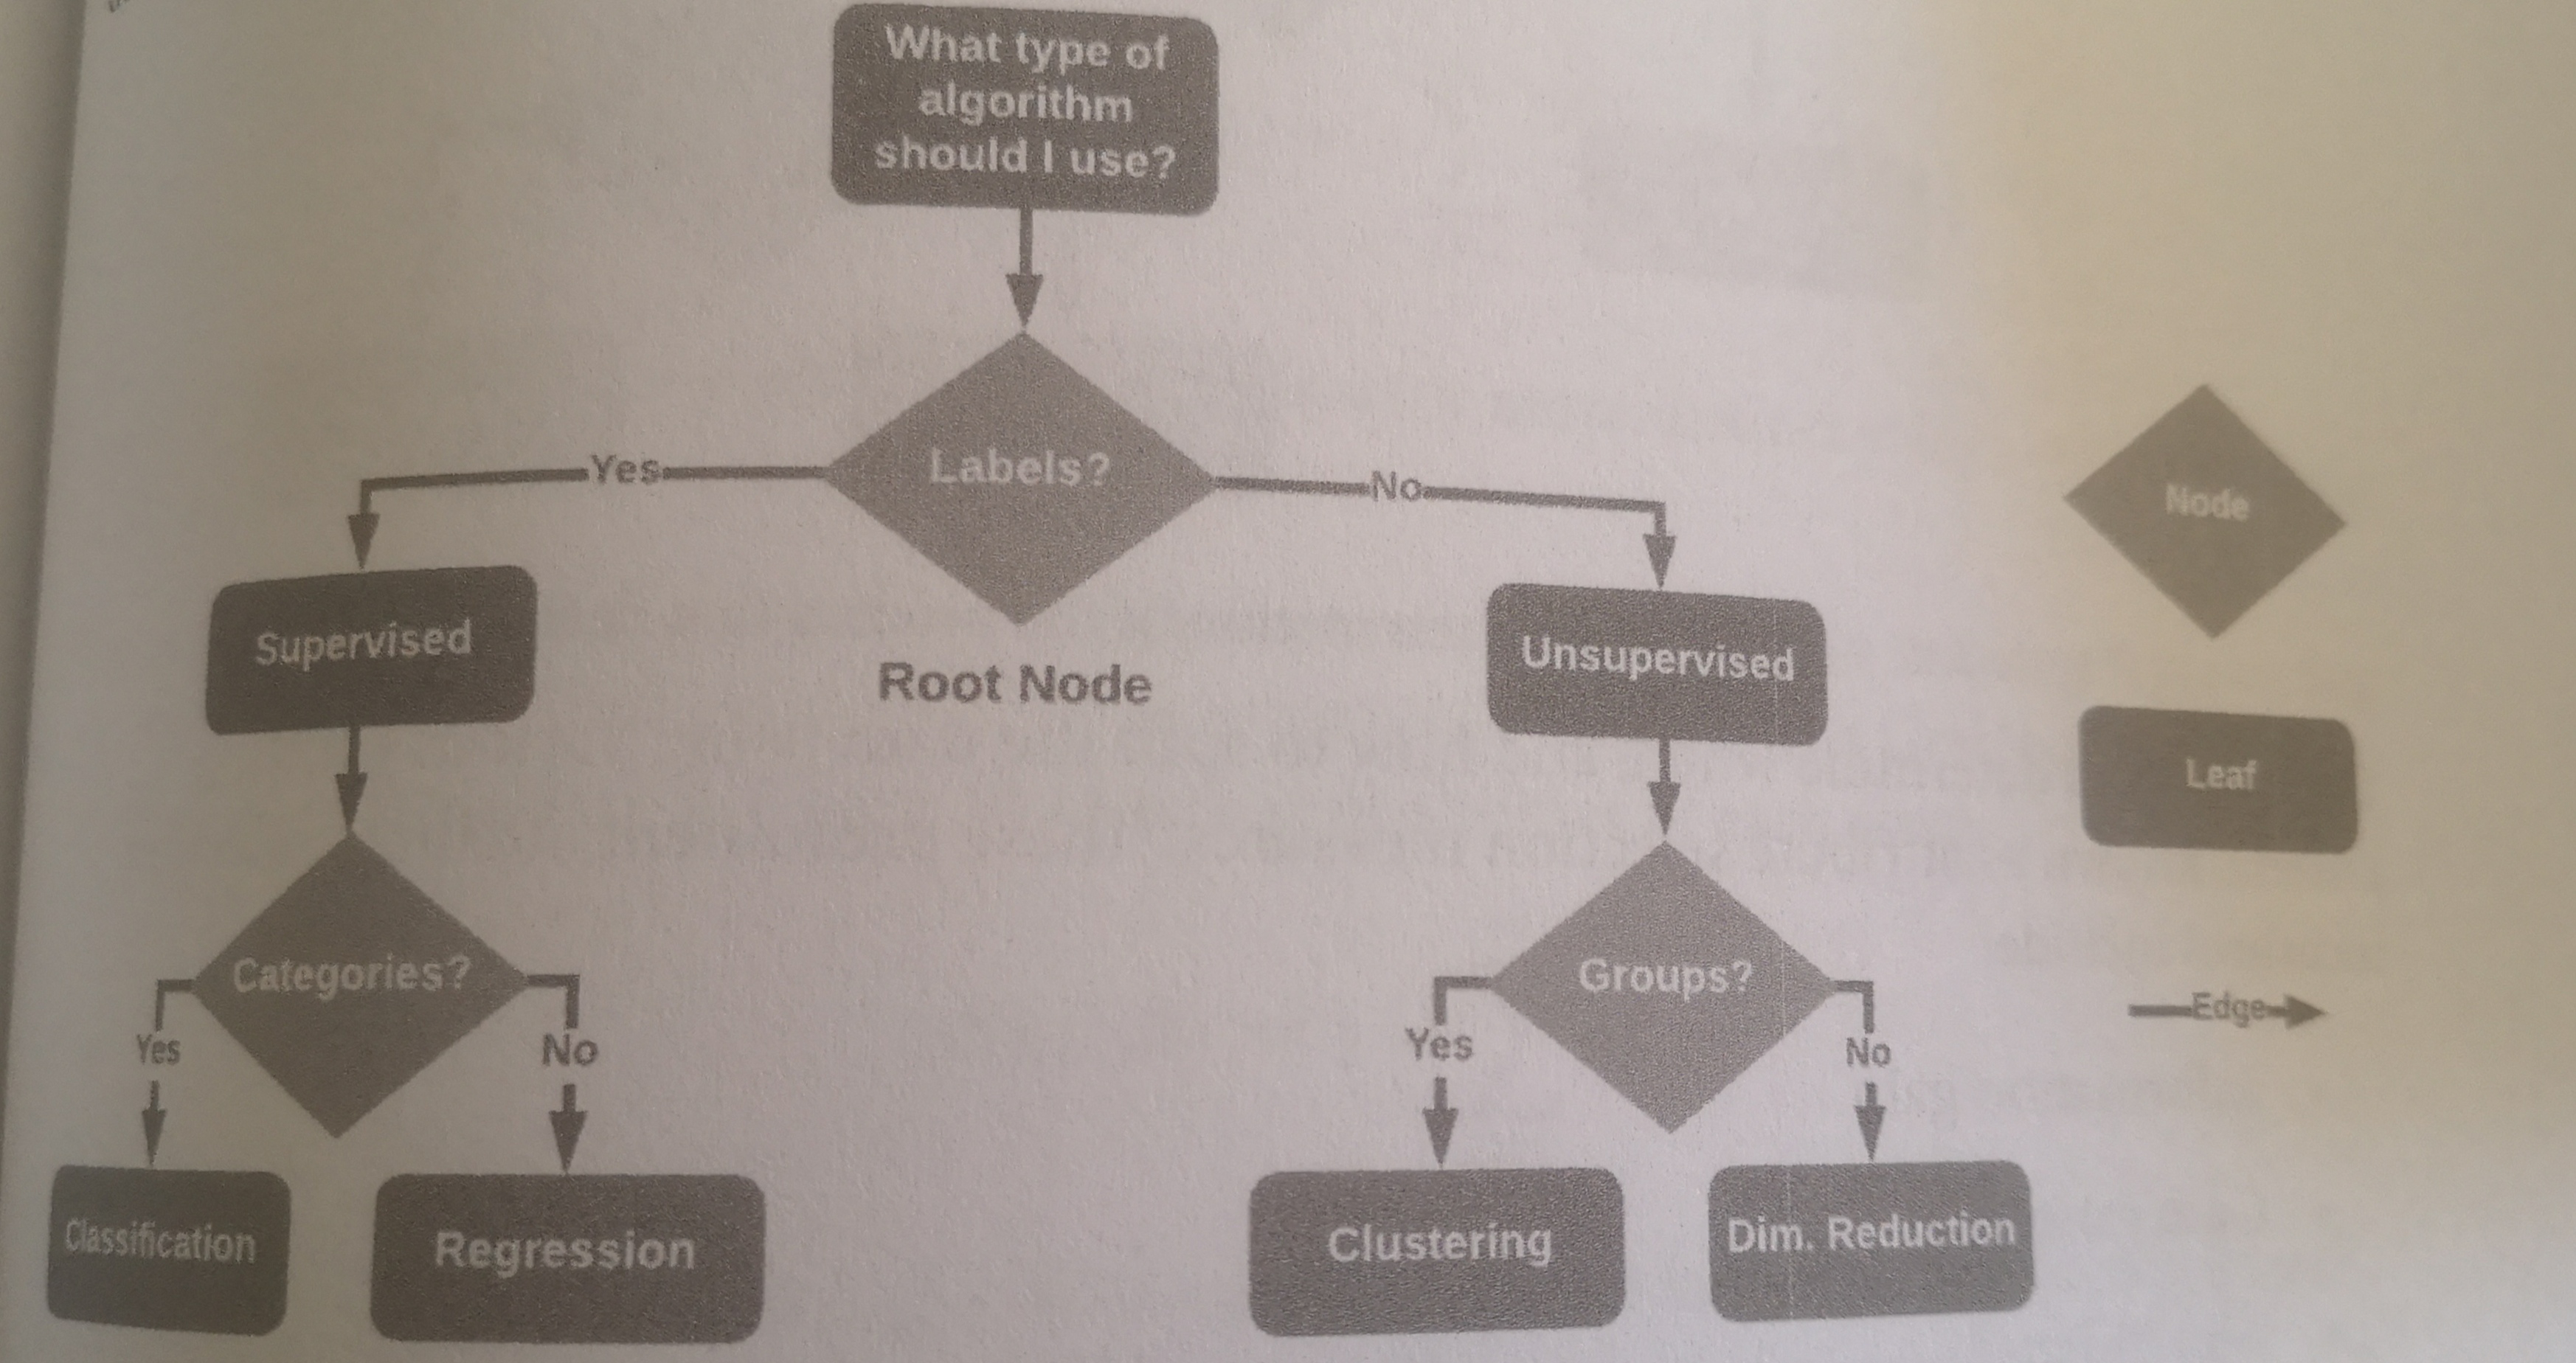 What type of
algorithm
should I use?
Labels?
Yes
No
Root Node
Supervised
Unsupervised
Categories?
Yes
No
Groups?
Yes
No
Classification
Regression
Clustering
Dim. Reduction
Node
Leaf
Edge